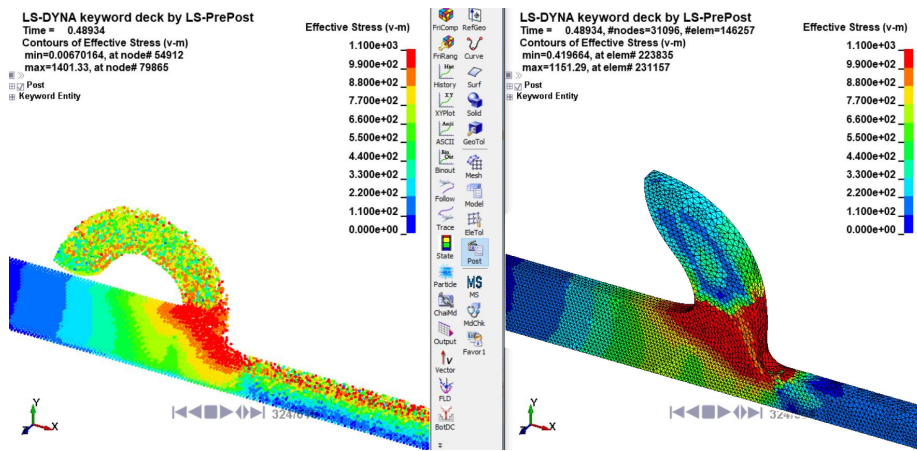 LS-DYNA keyword deck by LS-PrePost
Time = 0.48934
Contours of Effective Stress (v-m)
min=0.00670164, at node# 54912
max=1401.33, at node# 79865
Post
Keyword Entity
Effective Stress (v-m)
1.100e+03
9.900e+02
8.800e+02
7.700e+02
6.600e+02
5.500e+02
4.400e+02
3.300e+02
2.200e+02
1.100e+02
0.000e+00
Y
X
Z
FriComp
RefGeo
FriRang
Curve
History
Surf
XYPlot
Solid
ASCII
GeoTol
Binout
Mesh
Follow
Model
Trace
EleTol
State
Post
Particle
MS
MS
ChaiMd
MdChk
Output
Favor1
Vector
FLD
BotDC
LS-DYNA keyword deck by LS-PrePost
Time = 0.48934, #nodes=31096, #elem=146257
Contours of Effective Stress (v-m)
min=0.419664, at elem# 223835
max=1151.29, at elem# 231157
Post
Keyword Entity
Effective Stress (v-m)
1.100e+03
9.900e+02
8.800e+02
7.700e+02
6.600e+02
5.500e+02
4.400e+02
3.300e+02
2.200e+02
1.100e+02
0.000e+00
Y
X
Z